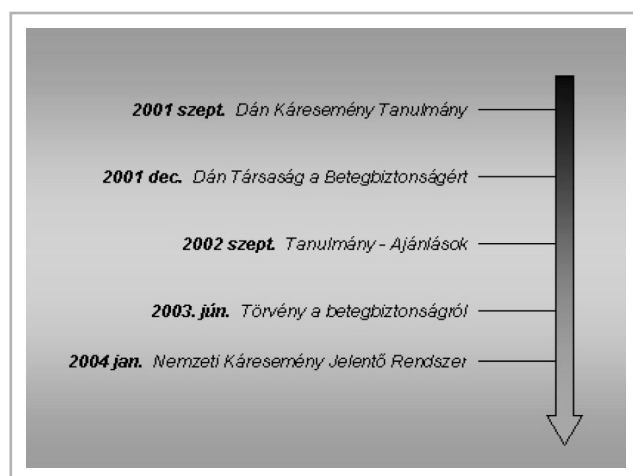 2001 szept. Dán Káresemény Tanulmány
2001 dec. Dán Társaság a Betegbiztonságért
2002 szept. Tanulmány - Ajánlások
2003. jún. Törvény a betegbiztonságról
2004 jan. Nemzeti Káresemény Jelentő Rendszer